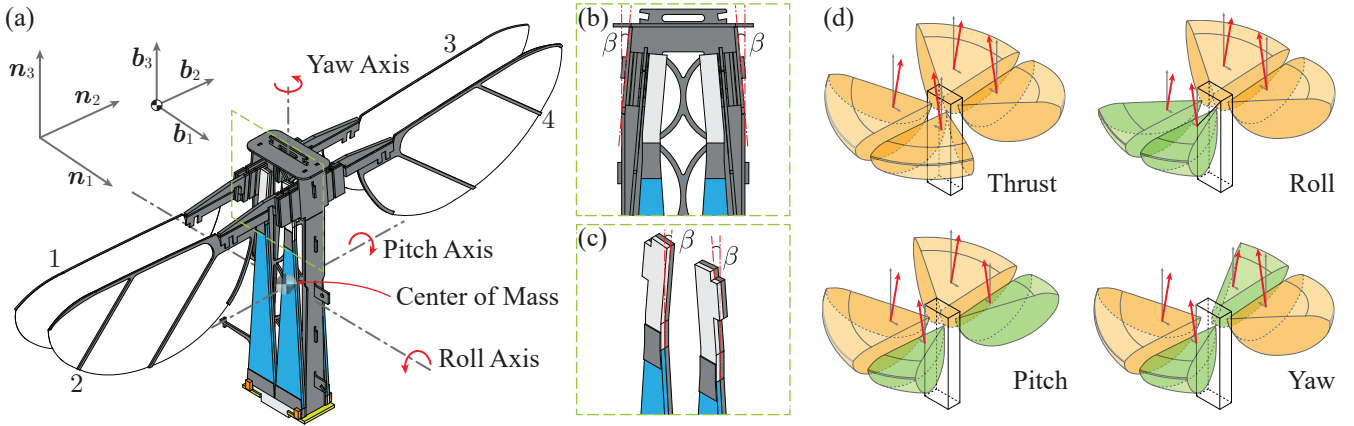 (a)
n3
n2
n1
b3
b2
b1
Yaw Axis
3
4
1
2
Pitch Axis
Center of Mass
Roll Axis
(b)
β
β
(c)
β
β
(d)
Thrust
Roll
Pitch
Yaw